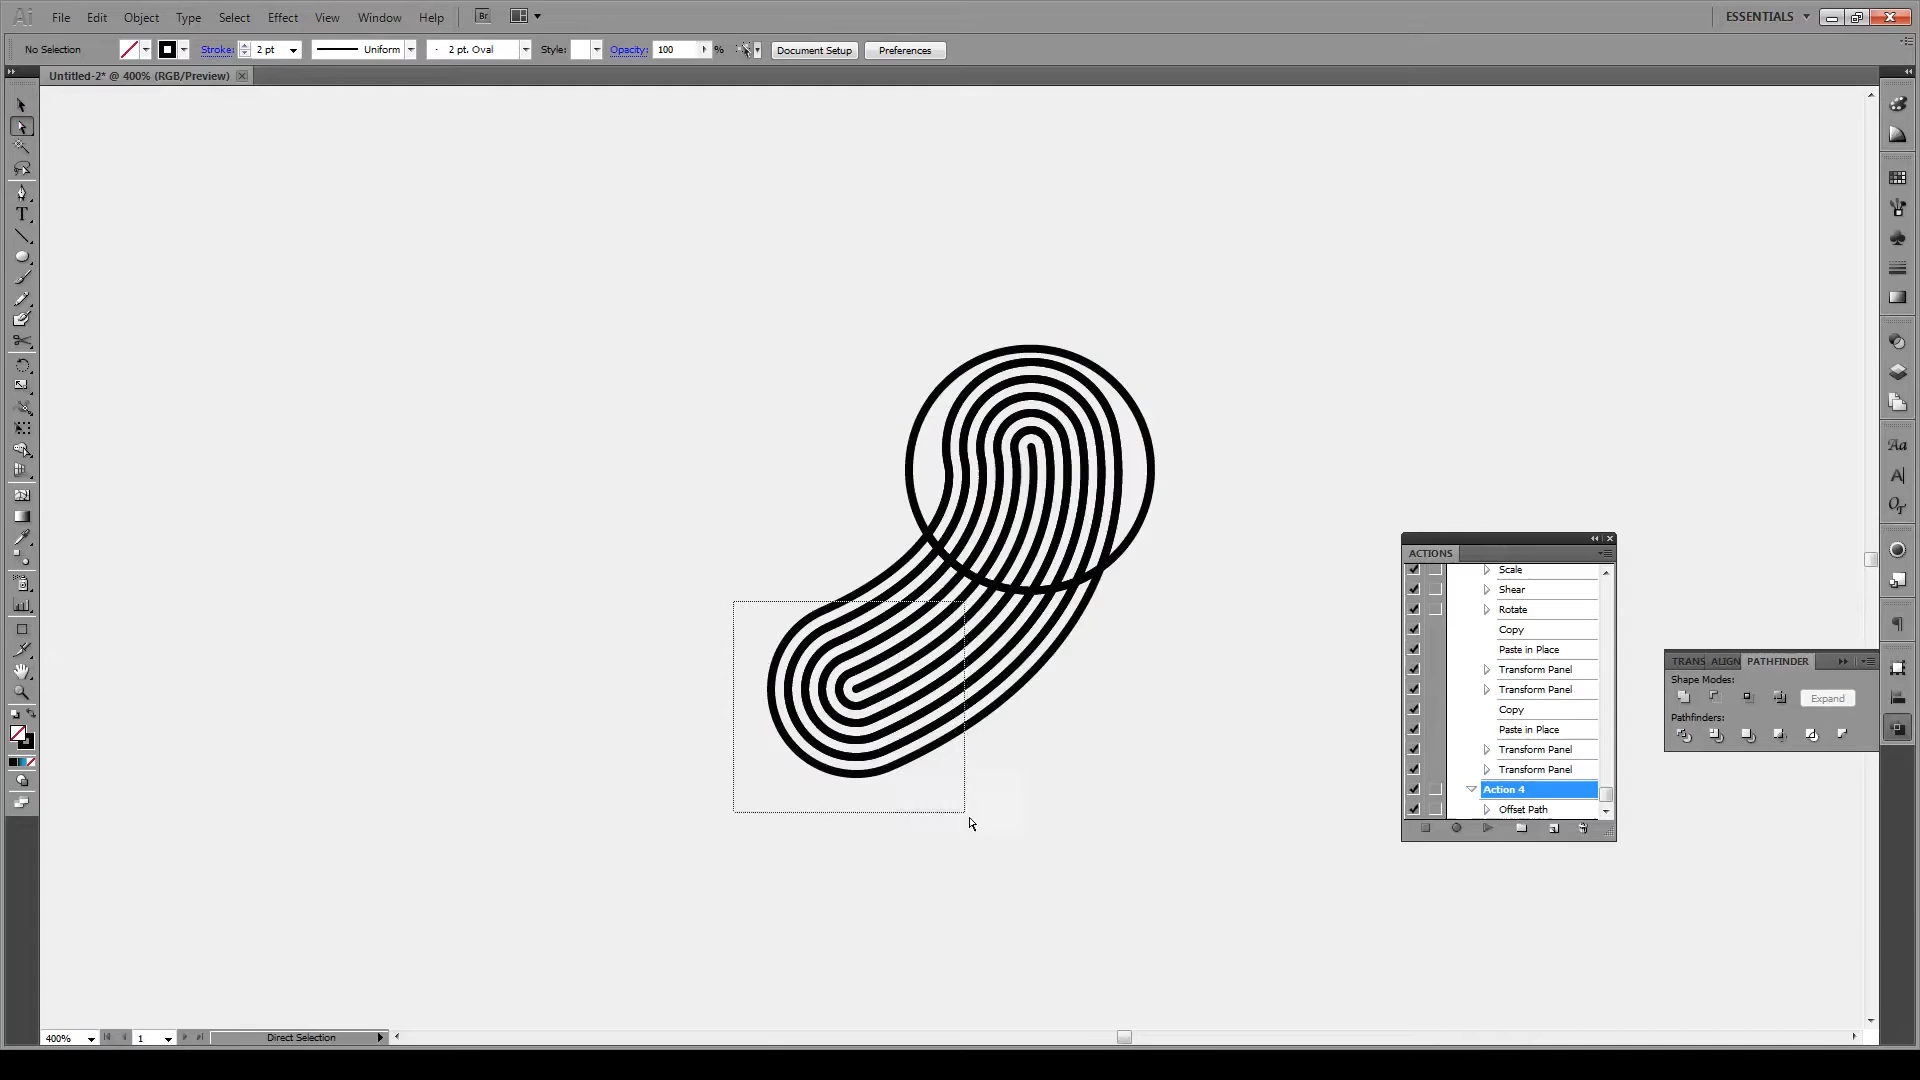 Ai File Edit Object Type Select Effect View Window Help Br ESSENTIALS
No Selection Stroke: 2 pt Uniform 2 pt. Oval Style: Opacity: 100 % Document Setup Preferences
Untitled-2* @ 400% (RGB/Preview)
ACTIONS
Scale
Shear
Rotate
Copy
Paste in Place
Transform Panel
Transform Panel
Copy
Paste in Place
Transform Panel
Transform Panel
Action 4
Offset Path
TRANS ALIGN PATHFINDER
Shape Modes:
Expand
Pathfinders:
400% 1 Direct Selection